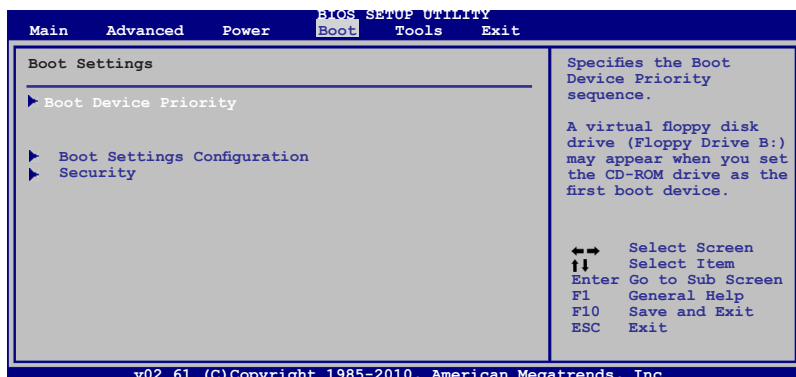 BIOS SETUP UTILITY
Main Advanced Power Boot Tools Exit
Boot Settings
Boot Device Priority
Boot Settings Configuration
Security
Specifies the Boot
Device Priority
sequence.
A virtual floppy disk
drive (Floppy Drive B:)
may appear when you set
the CD-ROM drive as the
first boot device.
←→ Select Screen
↑↓ Select Item
Enter Go to Sub Screen
F1 General Help
F10 Save and Exit
ESC Exit
v02.61 (C)Copyright 1985-2010, American Megatrends, Inc.